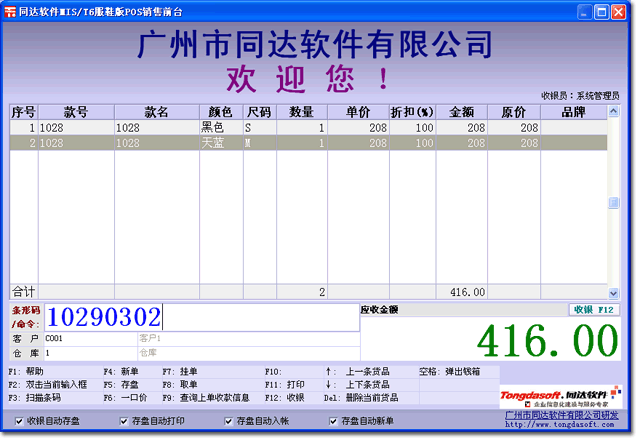 同达软件MIS/T6服鞋版POS销售前台
广州市同达软件有限公司
欢迎您！
收银员：系统管理员
序号 款号 款名 颜色 尺码 数量 单价 折扣(%) 金额 原价 品牌
1 1028 1028 黑色 S 1 208 100 208 208
2 1028 1028 天蓝 M 1 208 100 208 208
合计 2 416.00
条形码/命令: 10290302
应收金额 收银 F12
416.00
客 户 C001 客户1
仓 库 1 仓库
F1: 帮助 F4: 新单 F7: 挂单 F10: ↑: 上一条货品 空格: 弹出钱箱
F2: 双击当前输入框 F5: 存盘 F8: 取单 F11: 打印 ↓: 下条货品
F3: 扫描条码 F6: 一口价 F9: 查询上单收款信息 F12: 收银 Del: 删除当前货品
Tongdasoft.同达软件
企业信息化建设与服务专家
广州市同达软件有限公司研发
http://www.tongdasoft.com
收银自动存盘 存盘自动打印 存盘自动入帐 存盘自动新单